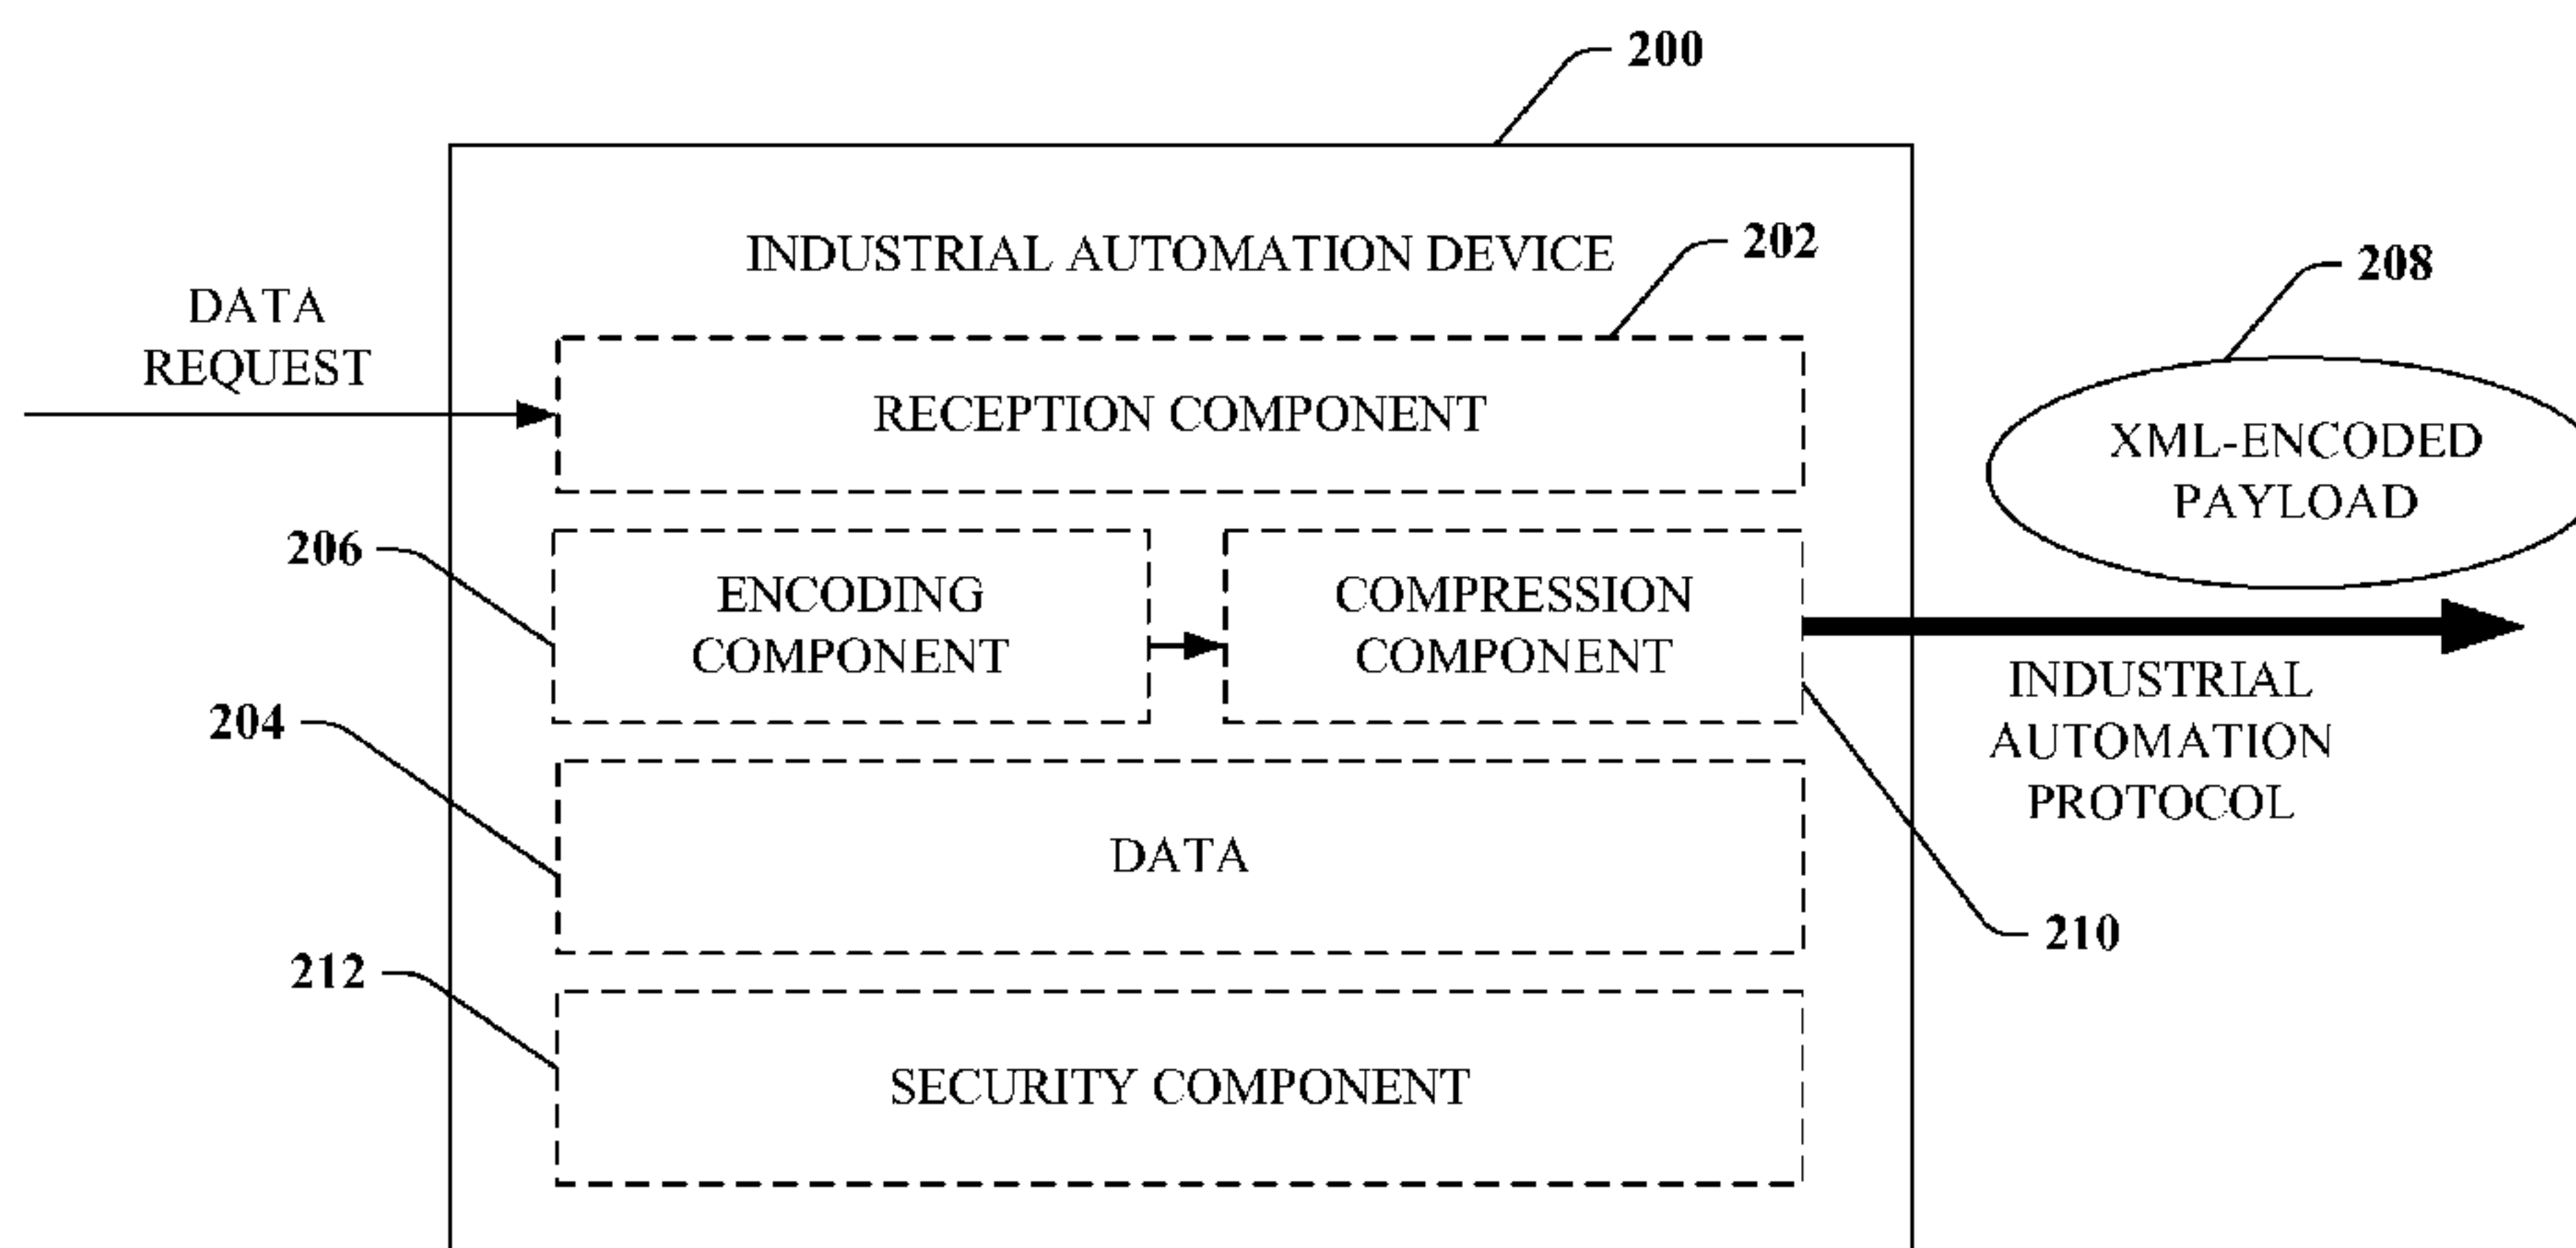 200
INDUSTRIAL AUTOMATION DEVICE
202
208
DATA
REQUEST
RECEPTION COMPONENT
XML-ENCODED
PAYLOAD
206
ENCODING
COMPONENT
COMPRESSION
COMPONENT
INDUSTRIAL
AUTOMATION
PROTOCOL
204
DATA
210
212
SECURITY COMPONENT